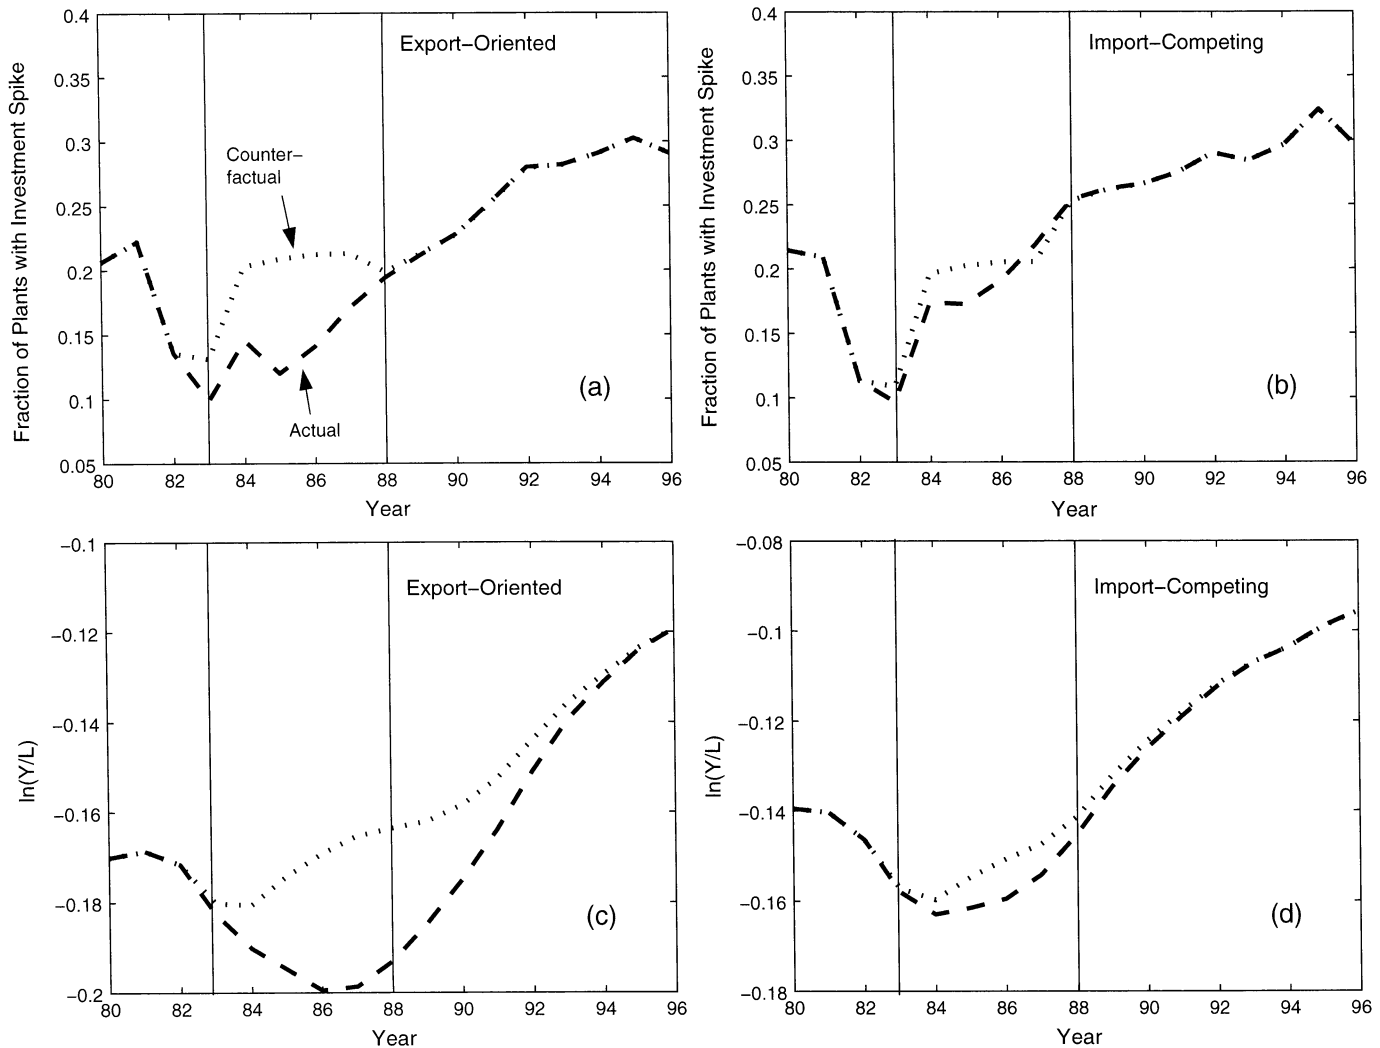 Export−Oriented
Counter−
factual
Actual
(a)
0.4
0.35
0.3
0.25
0.2
0.15
0.1
0.05
80 82 84 86 88 90 92 94 96
Year
Fraction of Plants with Investment Spike
Import−Competing
(b)
0.4
0.35
0.3
0.25
0.2
0.15
0.1
0.05
80 82 84 86 88 90 92 94 96
Year
Fraction of Plants with Investment Spike
Export−Oriented
(c)
−0.1
−0.12
−0.14
−0.16
−0.18
−0.2
80 82 84 86 88 90 92 94 96
Year
ln(Y/L)
Import−Competing
(d)
−0.08
−0.1
−0.12
−0.14
−0.16
−0.18
80 82 84 86 88 90 92 94 96
Year
ln(Y/L)